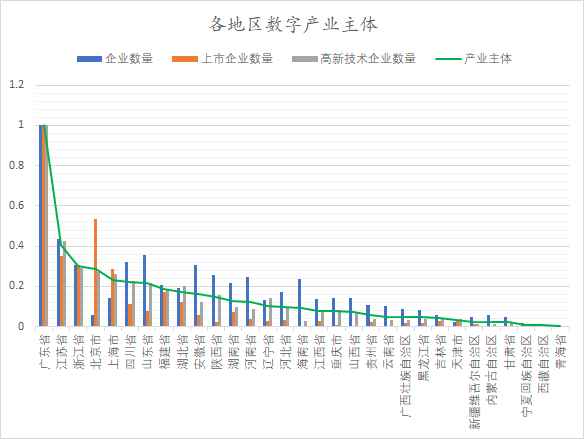 各地区数字产业主体
企业数量 上市企业数量 高新技术企业数量 产业主体
1.2
1
0.8
0.6
0.4
0.2
0
广东省
江苏省
浙江省
北京市
上海市
四川省
山东省
福建省
湖北省
安徽省
陕西省
湖南省
河南省
辽宁省
河北省
海南省
江西省
重庆市
山西省
贵州省
云南省
广西壮族自治区
黑龙江省
吉林省
天津市
新疆维吾尔自治区
内蒙古自治区
甘肃省
宁夏回族自治区
西藏自治区
青海省